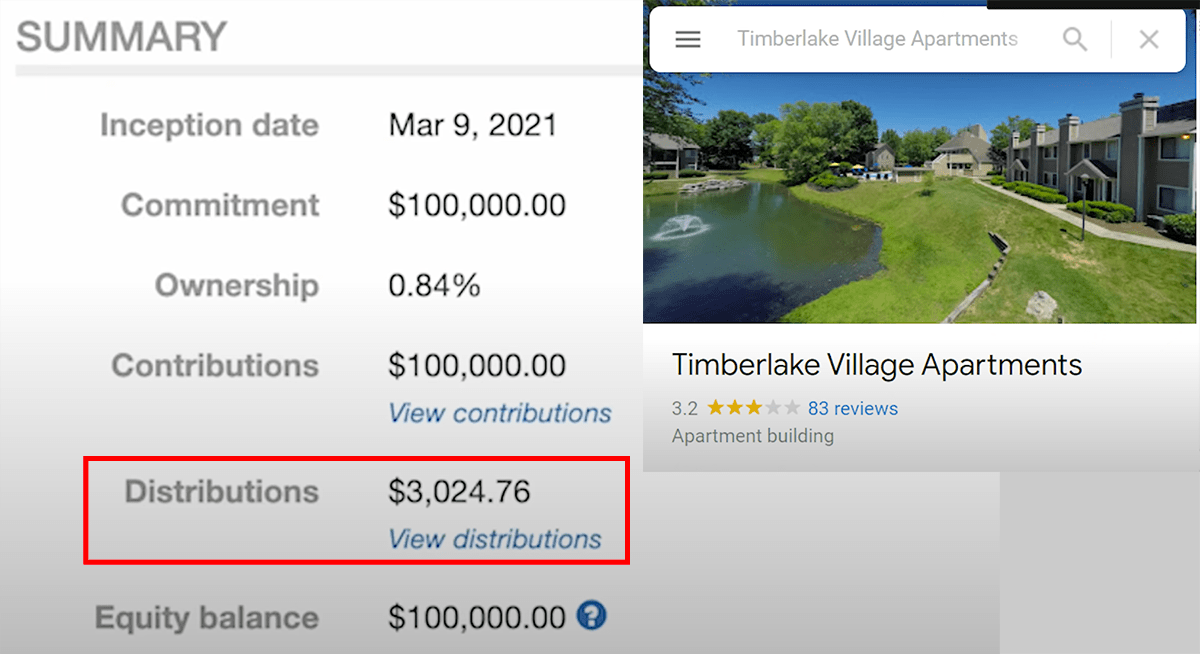 SUMMARY
Inception date Mar 9, 2021
Commitment $100,000.00
Ownership 0.84%
Contributions $100,000.00
View contributions
Distributions $3,024.76
View distributions
Equity balance $100,000.00 ?
Timberlake Village Apartments
Timberlake Village Apartments
3.2 83 reviews
Apartment building